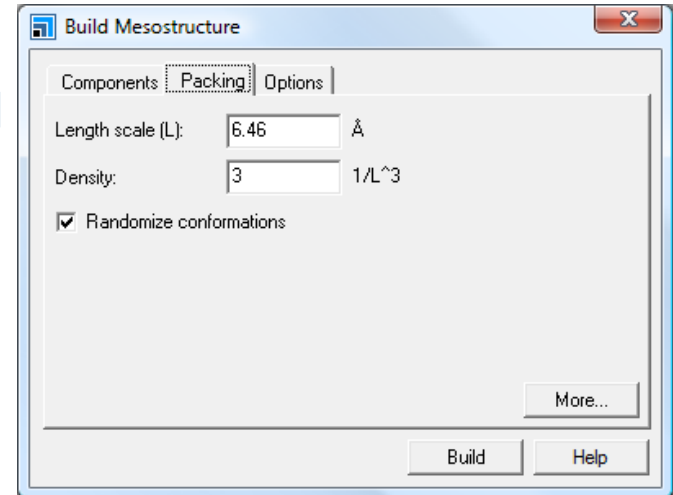 Build Mesostructure
Components Packing Options
Length scale (L): 6.46 Å
Density: 3 1/L^3
Randomize conformations
More...
Build Help